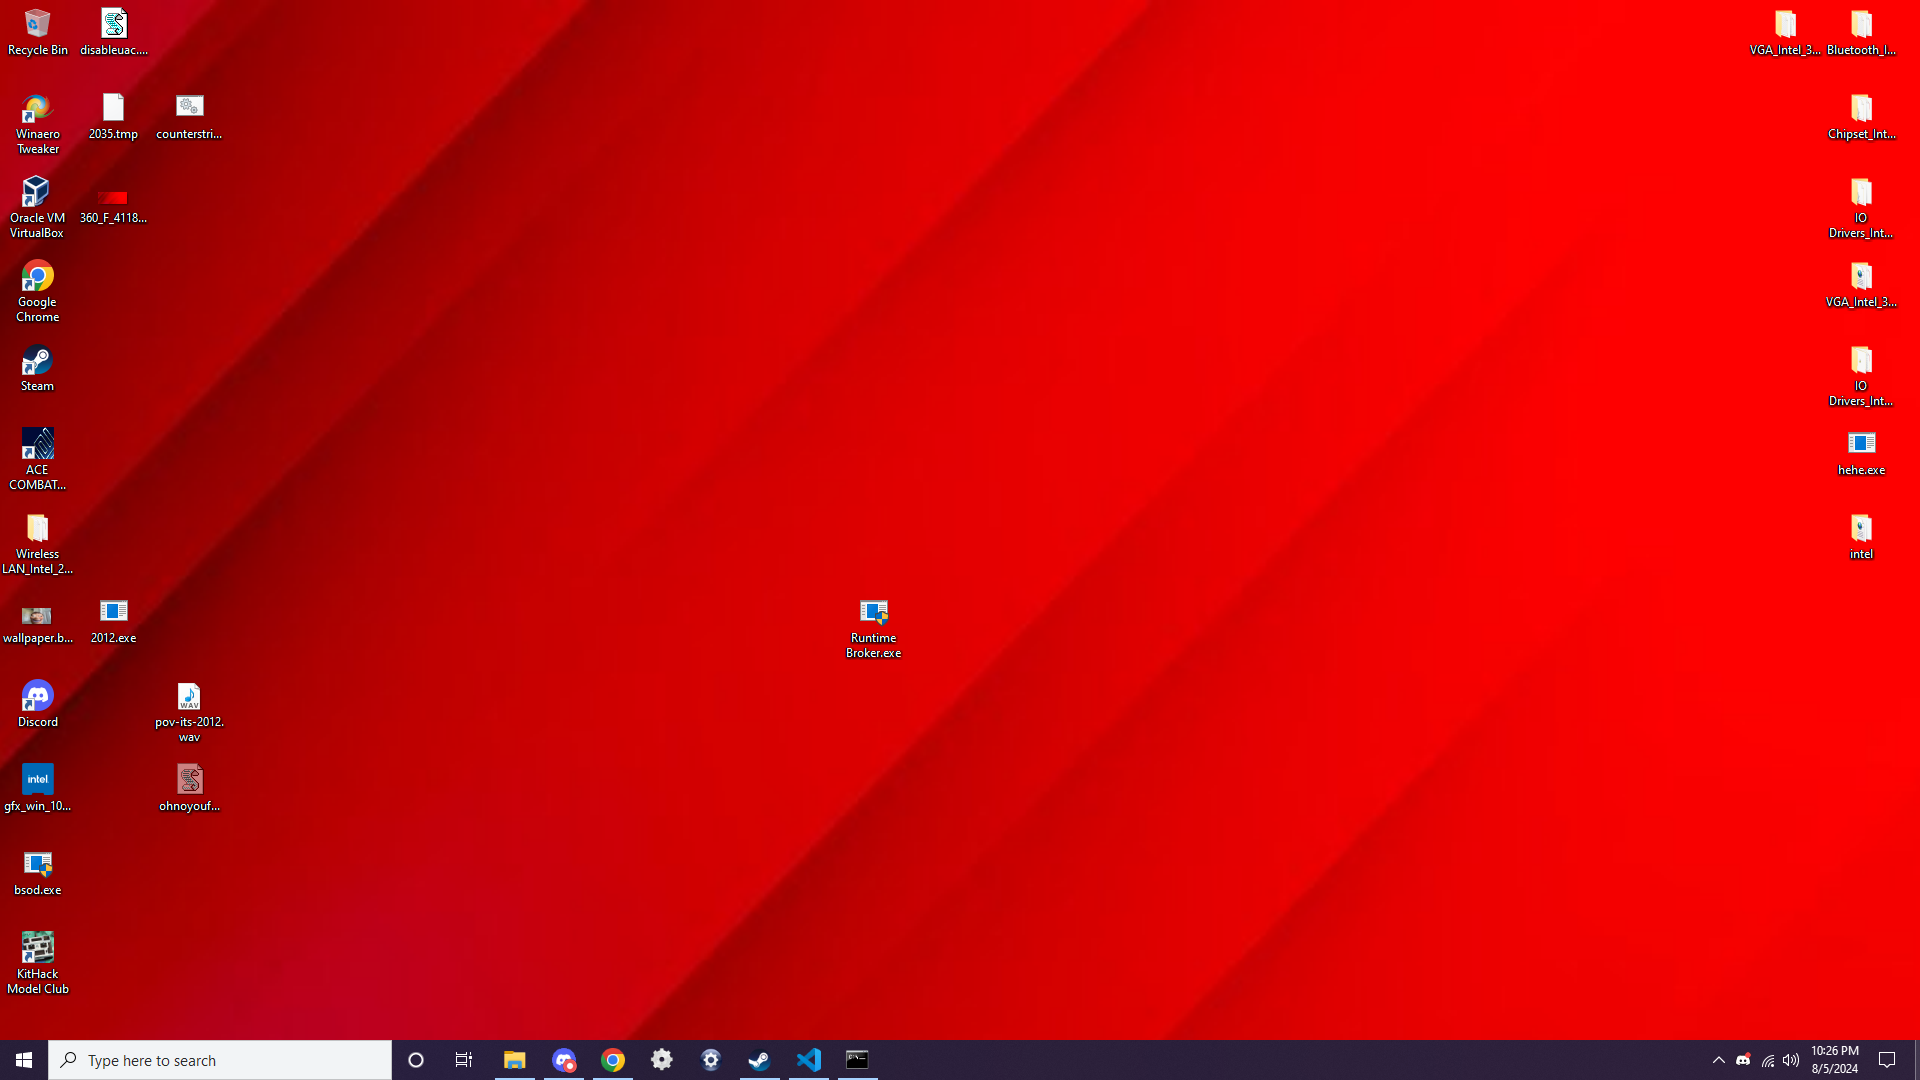 Recycle Bin
disableuac....
VGA_Intel_3...
Bluetooth_I...
Winaero
Tweaker
2035.tmp
counterstri...
Chipset_Int...
Oracle VM
VirtualBox
360_F_4118...
IO
Drivers_Int...
Google
Chrome
VGA_Intel_3...
Steam
IO
Drivers_Int...
ACE
COMBAT...
hehe.exe
Wireless
LAN_Intel_2...
intel
wallpaper.b...
2012.exe
Runtime
Broker.exe
Discord
pov-its-2012.
wav
WAV
intel.
gfx_win_10...
ohnoyouf...
bsod.exe
KitHack
Model Club
Type here to search
10:26 PM
8/5/2024